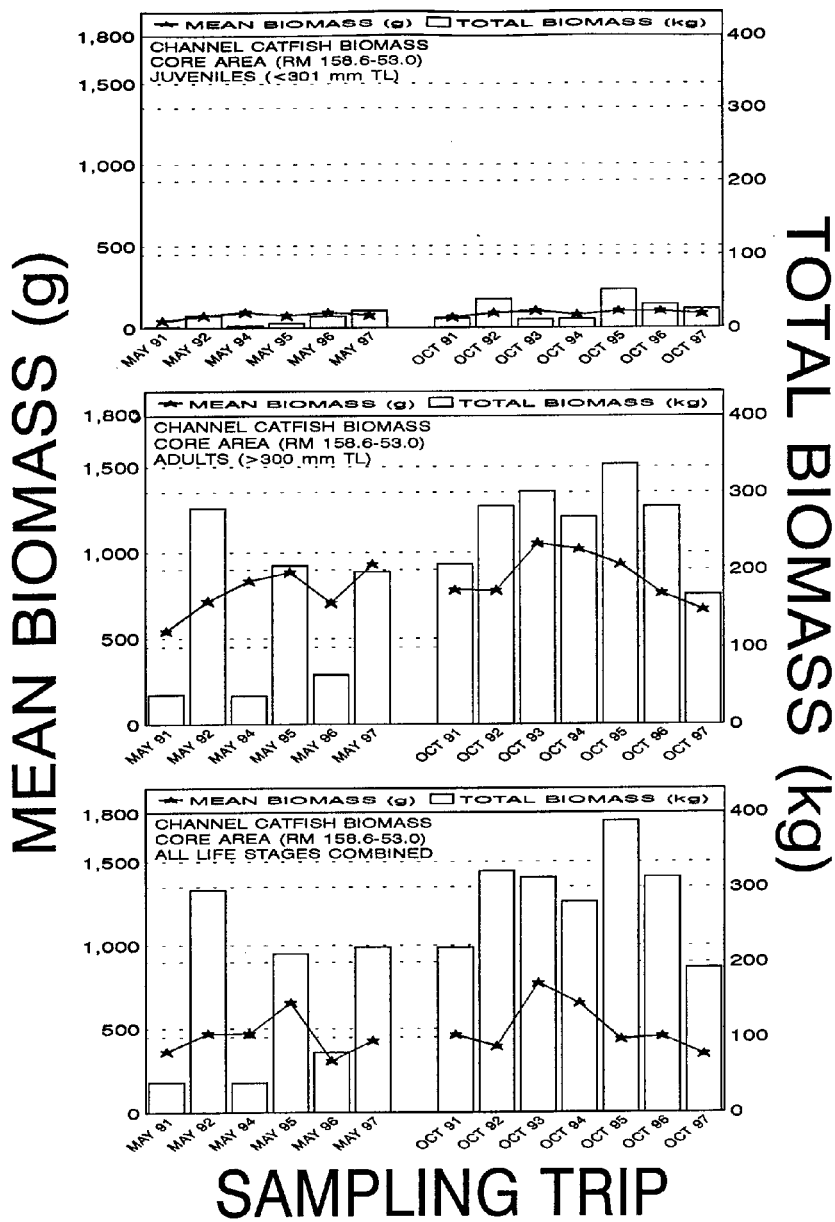 MEAN BIOMASS (g) TOTAL BIOMASS (kg)
CHANNEL CATFISH BIOMASS
CORE AREA (RM 158.6-53.0)
JUVENILES (<301 mm TL)
1,800
1,500
1,000
500
0
400
300
200
100
0
MAY 91 MAY 92 MAY 94 MAY 95 MAY 96 MAY 97 OCT 91 OCT 92 OCT 93 OCT 94 OCT 95 OCT 96 OCT 97
MEAN BIOMASS (g) TOTAL BIOMASS (kg)
CHANNEL CATFISH BIOMASS
CORE AREA (RM 158.6-53.0)
ADULTS (>300 mm TL)
1,800
1,500
1,000
500
0
400
300
200
100
0
MAY 91 MAY 92 MAY 94 MAY 95 MAY 96 MAY 97 OCT 91 OCT 92 OCT 93 OCT 94 OCT 95 OCT 96 OCT 97
MEAN BIOMASS (g) TOTAL BIOMASS (kg)
CHANNEL CATFISH BIOMASS
CORE AREA (RM 158.6-53.0)
ALL LIFE STAGES COMBINED
1,800
1,500
1,000
500
0
400
300
200
100
0
MAY 91 MAY 92 MAY 94 MAY 95 MAY 96 MAY 97 OCT 91 OCT 92 OCT 93 OCT 94 OCT 95 OCT 96 OCT 97
MEAN BIOMASS (g)
TOTAL BIOMASS (kg)
SAMPLING TRIP